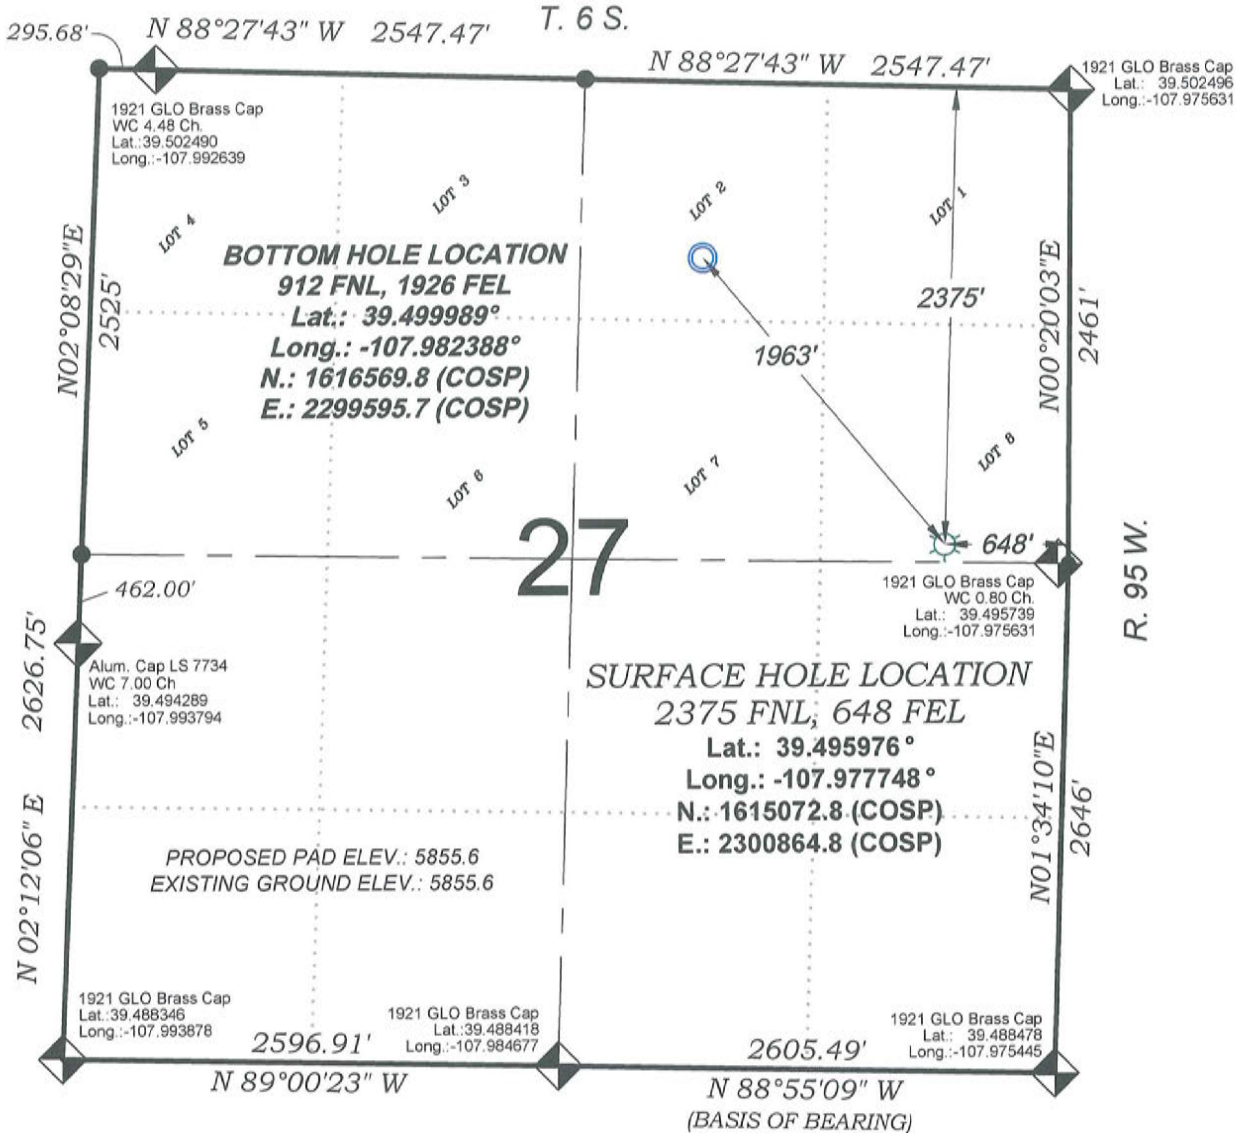 T. 6 S.
295.68'
N 88°27'43" W 2547.47'
N 88°27'43" W 2547.47'
1921 GLO Brass Cap
Lat.: 39.502496
Long.:-107.975631
1921 GLO Brass Cap
WC 4.48 Ch.
Lat.:39.502490
Long.:-107.992639
LOT 4
LOT 3
LOT 2
LOT 1
N02°08'29"E
2525'
BOTTOM HOLE LOCATION
912 FNL, 1926 FEL
Lat.: 39.499989°
Long.: -107.982388°
N.: 1616569.8 (COSP)
E.: 2299595.7 (COSP)
2375'
1963'
N00°20'03"E
2461'
LOT 5
LOT 6
LOT 7
LOT 8
27
648'
R. 95 W.
462.00'
1921 GLO Brass Cap
WC 0.80 Ch.
Lat.: 39.495739
Long.:-107.975631
N 02°12'06" E 2626.75'
Alum. Cap LS 7734
WC 7.00 Ch
Lat.: 39.494289
Long.:-107.993794
SURFACE HOLE LOCATION
2375 FNL, 648 FEL
Lat.: 39.495976°
Long.: -107.977748°
N.: 1615072.8 (COSP)
E.: 2300864.8 (COSP)
N01°34'10"E
2646'
PROPOSED PAD ELEV.: 5855.6
EXISTING GROUND ELEV.: 5855.6
1921 GLO Brass Cap
Lat.:39.488346
Long.:-107.993878
1921 GLO Brass Cap
Lat.:39.488418
Long.:-107.984677
1921 GLO Brass Cap
Lat.: 39.488478
Long.:-107.975445
2596.91'
N 89°00'23" W
2605.49'
N 88°55'09" W
(BASIS OF BEARING)